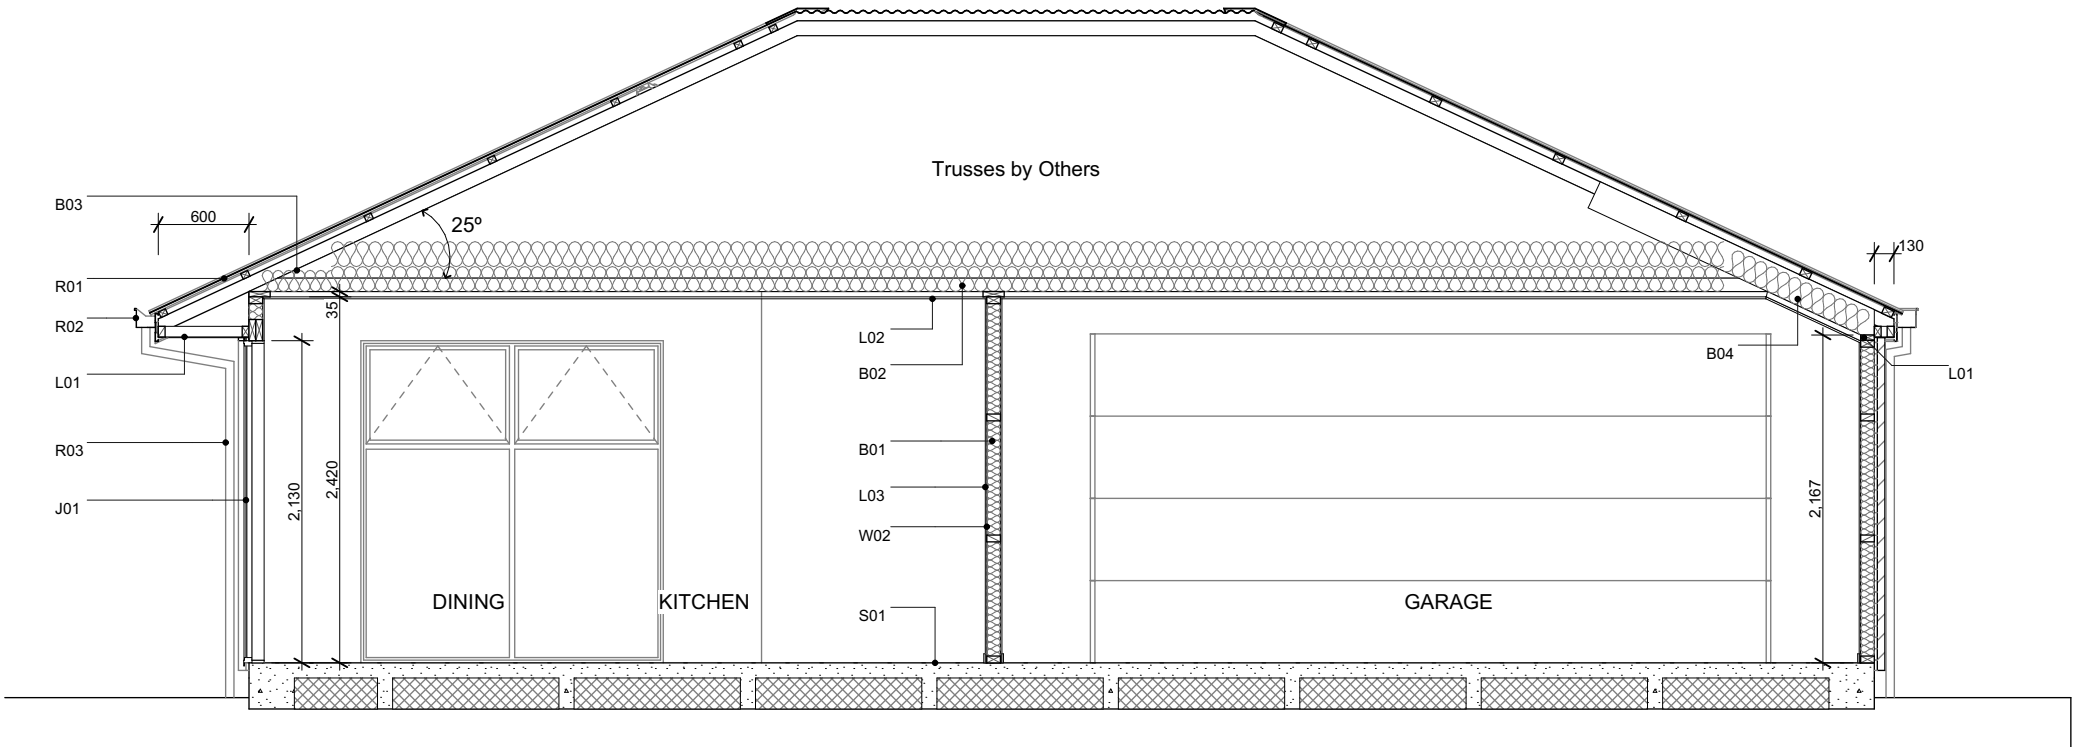 Trusses by Others
B03
600
25º
130
R01
R02
35
L02
B04
L01
B02
L01
R03
B01
2,420
2,130
L03
2,167
J01
W02
DINING
KITCHEN
GARAGE
S01